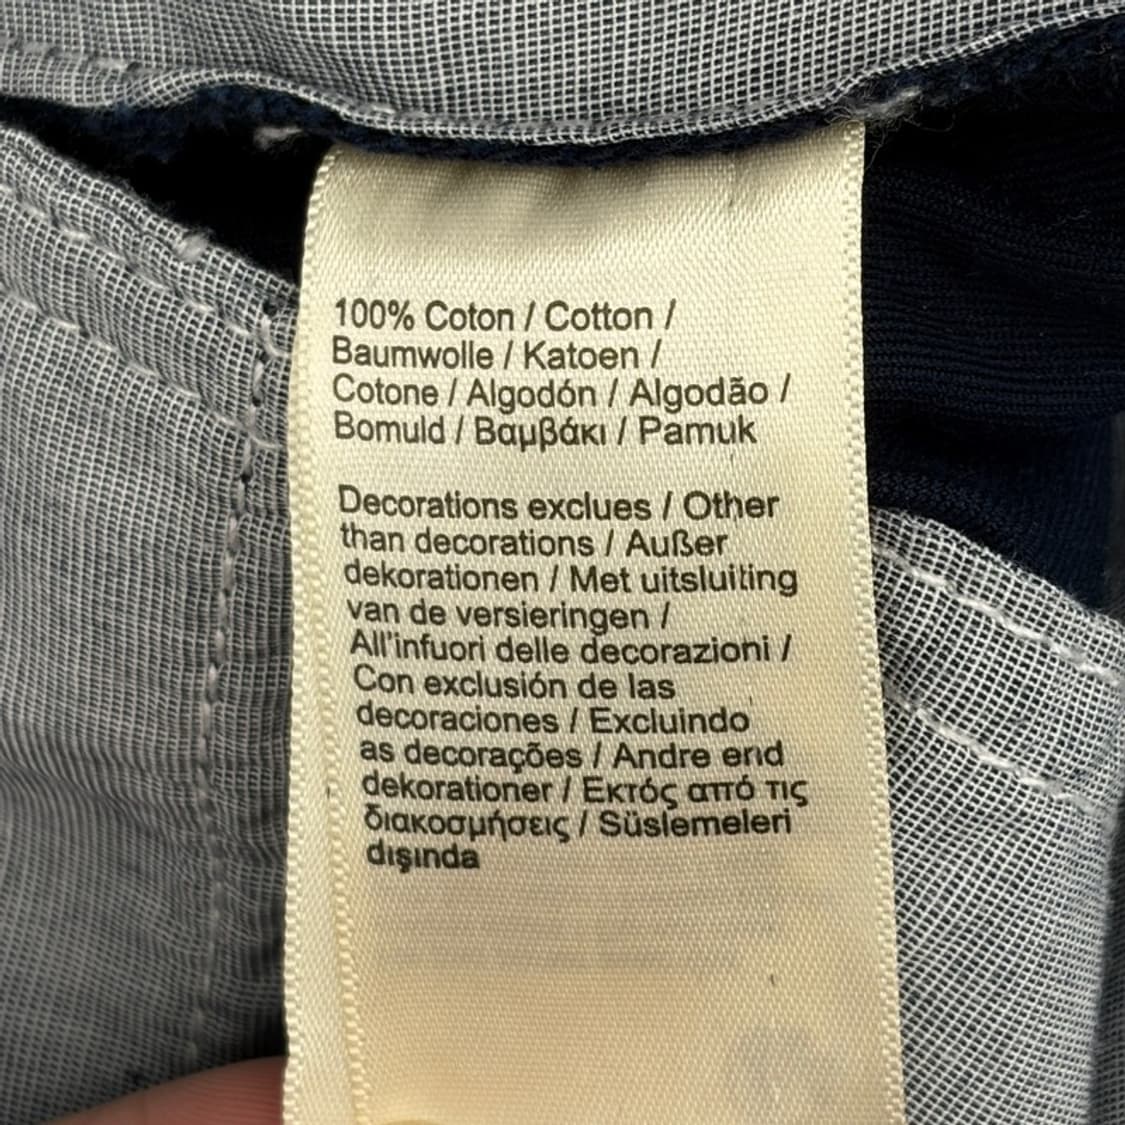 100% Coton / Cotton /
Baumwolle / Katoen /
Cotone / Algodón / Algodão /
Bomuld / Βαμβάκι / Pamuk
Decorations exclues / Other
than decorations / Außer
dekorationen / Met uitsluiting
van de versieringen /
All'infuori delle decorazioni /
Con exclusión de las
decoraciones / Excluindo
as decorações / Andre end
dekorationer / Εκτός από τις
διακοσμήσεις / Süslemeleri
dışında